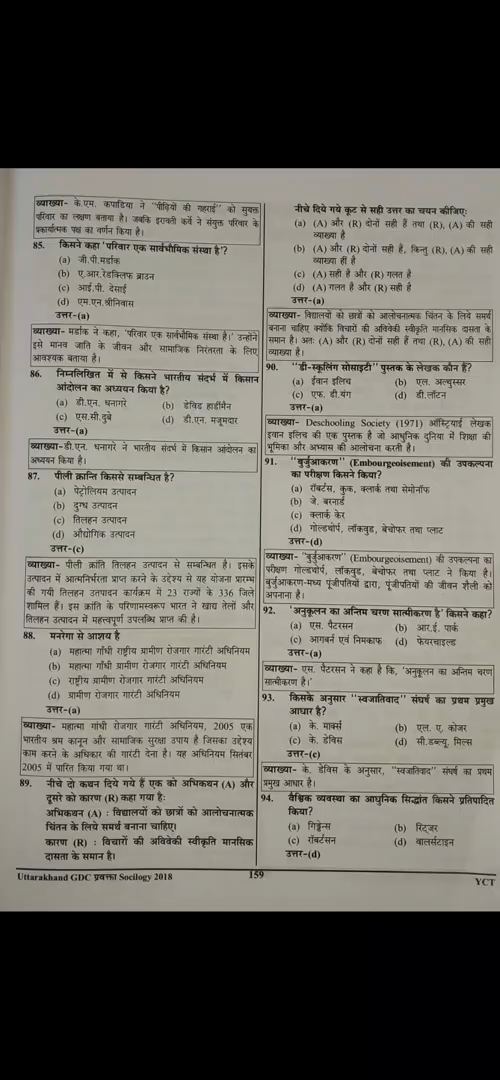 व्याख्या- के.एम. कपाडिया ने "पीढ़ियों की गहराई" को सुयक्त
परिवार का लक्षण बताया है। जबकि इरावती कर्वे ने संयुक्त परिवार के
प्रकार्यात्मक पक्ष का वर्णन किया है।
85. किसने कहा 'परिवार एक सार्वभौमिक संस्था है'?
(a) जी.पी.मर्डाक
(b) ए.आर.रेडक्लिफ ब्राउन
(c) आई.पी. देसाई
(d) एम.एन.श्रीनिवास
उत्तर-(a)
व्याख्या- मर्डाक ने कहा, 'परिवार एक सार्वभौमिक संस्था है।' उन्होंने
इसे मानव जाति के जीवन और सामाजिक निरंतरता के लिए
आवश्यक बताया है।
86. निम्नलिखित में से किसने भारतीय संदर्भ में किसान
आंदोलन का अध्ययन किया है?
(a) डी.एन. धनागरे (b) डेविड हार्डीमैन
(c) एस.सी.दुबे (d) डी.एन. मजूमदार
उत्तर-(a)
व्याख्या-डी.एन. धनागरे ने भारतीय संदर्भ में किसान आंदोलन का
अध्ययन किया है।
87. पीली क्रान्ति किससे सम्बन्धित है?
(a) पेट्रोलियम उत्पादन
(b) दुग्ध उत्पादन
(c) तिलहन उत्पादन
(d) औद्योगिक उत्पादन
उत्तर-(c)
व्याख्या- पीली क्रांति तिलहन उत्पादन से सम्बन्धित है। इसके
उत्पादन में आत्मनिर्भरता प्राप्त करने के उद्देश्य से यह योजना प्रारम्भ
की गयी तिलहन उत्पादन कार्यक्रम में 23 राज्यों के 336 जिले
शामिल हैं। इस क्रांति के परिणामस्वरूप भारत ने खाद्य तेलों और
तिलहन उत्पादन में महत्वपूर्ण उपलब्धि प्राप्त की है।
88. मनरेगा से आशय है
(a) महात्मा गाँधी राष्ट्रीय ग्रामीण रोजगार गारंटी अधिनियम
(b) महात्मा गाँधी ग्रामीण रोजगार गारंटी अधिनियम
(c) राष्ट्रीय ग्रामीण रोजगार गारंटी अधिनियम
(d) ग्रामीण रोजगार गारंटी अधिनियम
उत्तर-(a)
व्याख्या- महात्मा गांधी रोजगार गारंटी अधिनियम, 2005 एक
भारतीय श्रम कानून और सामाजिक सुरक्षा उपाय है जिसका उद्देश्य
काम करने के अधिकार की गारंटी देना है। यह अधिनियम सितंबर
2005 में पारित किया गया था।
89. नीचे दो कथन दिये गये हैं एक को अभिकथन (A) और
दूसरे को कारण (R) कहा गया है:
अभिकथन (A) : विद्यालयों को छात्रों को आलोचनात्मक
चिंतन के लिये समर्थ बनाना चाहिए।
कारण (R) : विचारों की अविवेकी स्वीकृति मानसिक
दासता के समान है।
नीचे दिये गये कूट से सही उत्तर का चयन कीजिए:
(a) (A) और (R) दोनों सही हैं तथा (R), (A) की सही
व्याख्या है
(b) (A) और (R) दोनों सही हैं, किन्तु (R), (A) की सही
व्याख्या हीं है
(c) (A) सही है और (R) गलत है
(d) (A) गलत है और (R) सही है
उत्तर-(a)
व्याख्या- विद्यालयों को छात्रों को आलोचनात्मक चिंतन के लिये समर्थ
बनाना चाहिए क्योंकि विचारों की अविवेकी स्वीकृति मानसिक दासता के
समान है। अतः (A) और (R) दोनों सही हैं तथा (R), (A) की सही
व्याख्या है।
90. "डी-स्कूलिंग सोसाइटी" पुस्तक के लेखक कौन हैं?
(a) ईवान इलिच (b) एल. अल्थुस्सर
(c) एफ. डी.यंग (d) डी.लॉटन
उत्तर-(a)
व्याख्या- Deschooling Society (1971) ऑस्ट्रियाई लेखक
इवान इलिच की एक पुस्तक है जो आधुनिक दुनिया में शिक्षा की
भूमिका और अभ्यास की आलोचना करती है।
91. "बुर्जुआकरण" (Embourgeoisement) की उपकल्पना
का परीक्षण किसने किया?
(a) रॉबर्टस, कुक, क्लार्क तथा सेमोनॉफ
(b) जे. बरनार्ड
(c) क्लार्क केर
(d) गोल्डथोर्प, लॉकवुड, बेचोफर तथा प्लाट
उत्तर-(d)
व्याख्या- "बुर्जुआकरण" (Embourgeoisement) की उपकल्पना का
परीक्षण गोल्डथोर्प, लॉकवुड, बेचोफर तथा प्लाट ने किया है।
बुर्जुआकरण-मध्य पूंजीपतियों द्वारा, पूंजीपतियों की जीवन शैली को
अपनाना है।
92. 'अनुकूलन का अन्तिम चरण सात्मीकरण है' किसने कहा?
(a) एस. पैटरसन (b) आर.ई. पार्क
(c) आगबर्न एवं निमकाफ (d) फेयरचाइल्ड
उत्तर-(a)
व्याख्या- एस. पैटरसन ने कहा है कि, 'अनुकूलन का अन्तिम चरण
सात्मीकरण है।'
93. किसके अनुसार "स्वजातिवाद" संघर्ष का प्रथम प्रमुख
आधार है?
(a) के. मार्क्स (b) एल. ए. कोजर
(c) के. डेविस (d) सी.डब्ल्यू. मिल्स
उत्तर-(c)
व्याख्या- के. डेविस के अनुसार, "स्वजातिवाद" संघर्ष का प्रथम
प्रमुख आधार है।
94. वैश्विक व्यवस्था का आधुनिक सिद्धांत किसने प्रतिपादित
किया?
(a) गिड्डेन्स (b) रिट्जर
(c) रॉबर्टसन (d) वालर्सटाइन
उत्तर-(d)
Uttarakhand GDC प्रवक्ता Socilogy 2018 159 YCT